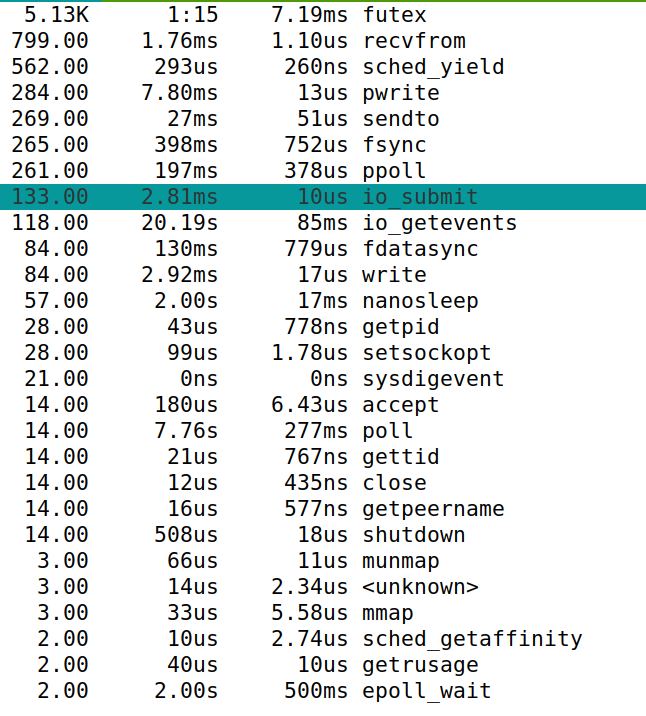 5.13K 1:15 7.19ms futex
799.00 1.76ms 1.10us recvfrom
562.00 293us 260ns sched_yield
284.00 7.80ms 13us pwrite
269.00 27ms 51us sendto
265.00 398ms 752us fsync
261.00 197ms 378us ppoll
133.00 2.81ms 10us io_submit
118.00 20.19s 85ms io_getevents
84.00 130ms 779us fdatasync
84.00 2.92ms 17us write
57.00 2.00s 17ms nanosleep
28.00 43us 778ns getpid
28.00 99us 1.78us setsockopt
21.00 0ns 0ns sysdigevent
14.00 180us 6.43us accept
14.00 7.76s 277ms poll
14.00 21us 767ns gettid
14.00 12us 435ns close
14.00 16us 577ns getpeername
14.00 508us 18us shutdown
3.00 66us 11us munmap
3.00 14us 2.34us <unknown>
3.00 33us 5.58us mmap
2.00 10us 2.74us sched_getaffinity
2.00 40us 10us getrusage
2.00 2.00s 500ms epoll_wait